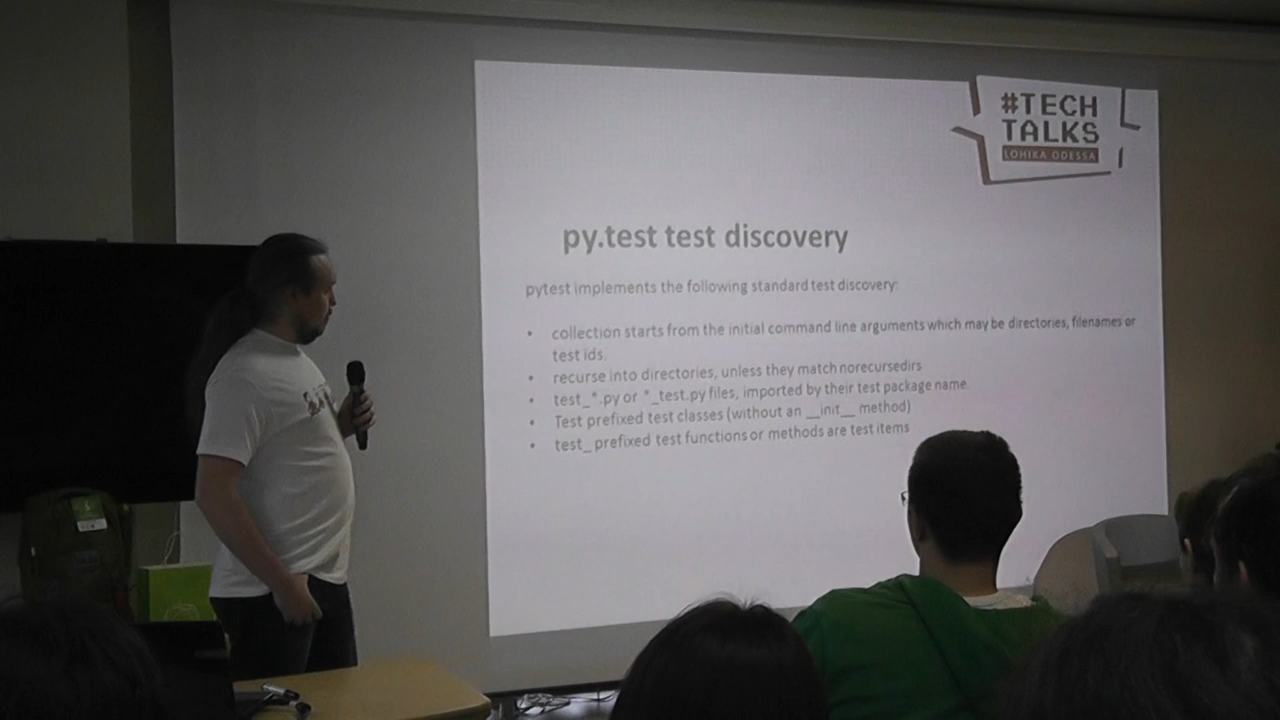 #TECH
TALKS
LOHIKA ODESSA
py.test test discovery
pytest implements the following standard test discovery:
• collection starts from the initial command line arguments which may be directories, filenames or
test ids.
• recurse into directories, unless they match norecursedirs
• test_*.py or *_test.py files, imported by their test package name.
• Test prefixed test classes (without an __init__ method)
• test_ prefixed test functions or methods are test items